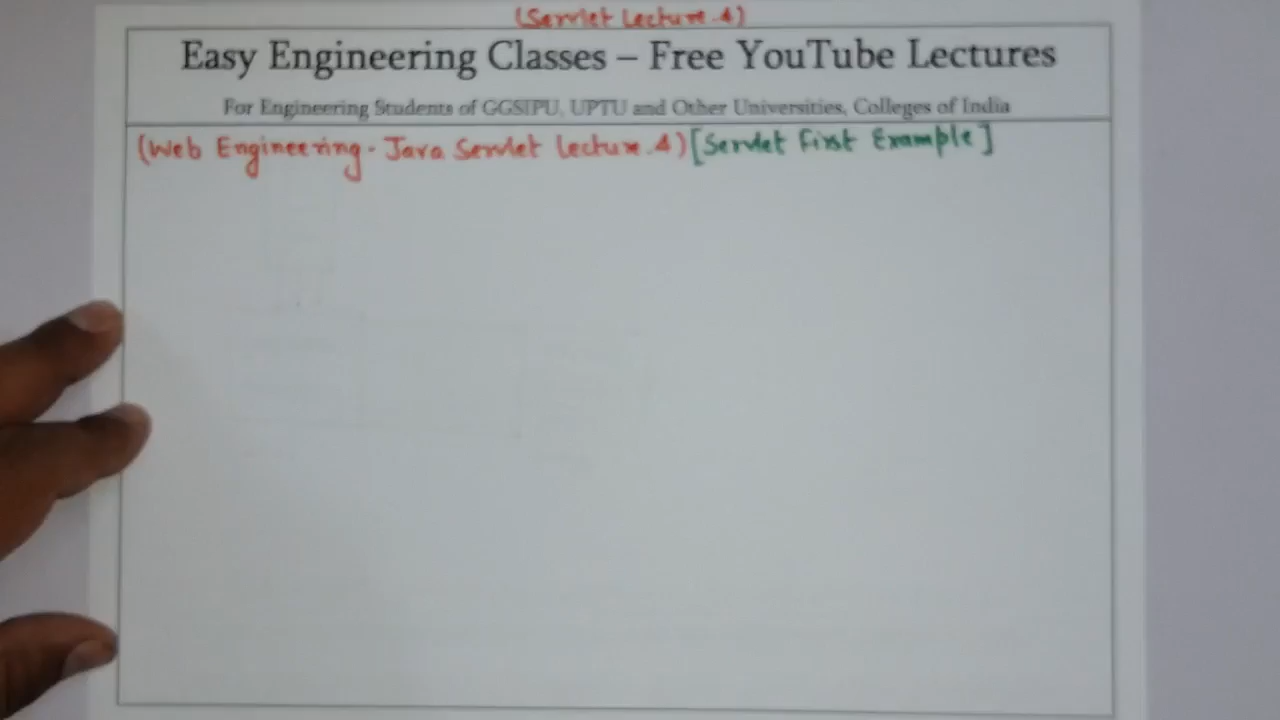 (Servlet Lecture-4)
Easy Engineering Classes – Free YouTube Lectures
For Engineering Students of GGSIPU, UPTU and Other Universities, Colleges of India
(Web Engineering - Java Servlet Lecture-4) [Servlet First Example]